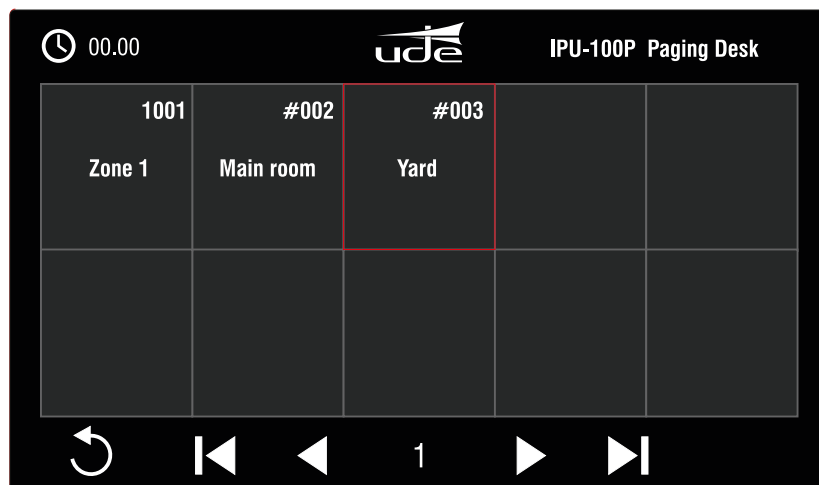 00.00
ude
IPU-100P Paging Desk
1001
#002
#003
Zone 1
Main room
Yard
1